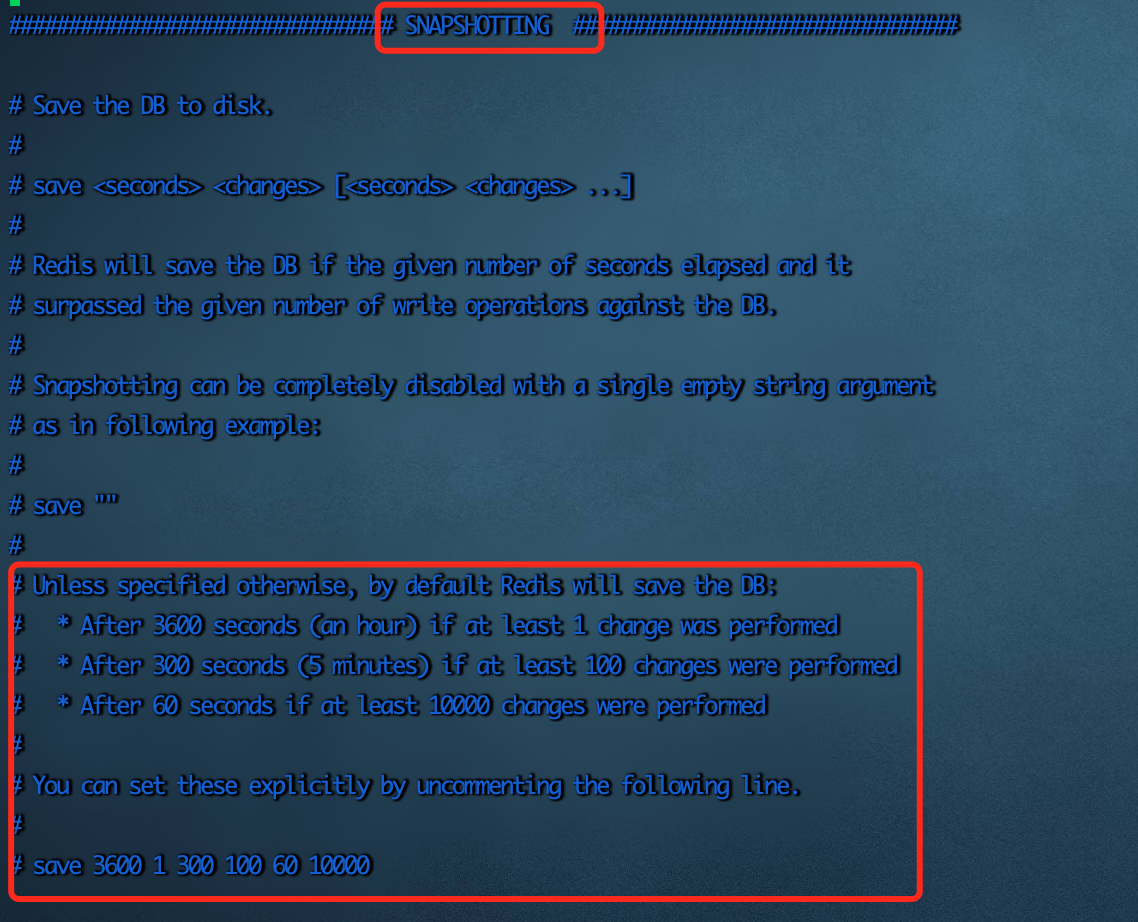 ################################ SNAPSHOTTING  ################################
# Save the DB to disk.
#
# save <seconds> <changes> [<seconds> <changes> ...]
#
# Redis will save the DB if the given number of seconds elapsed and it
# surpassed the given number of write operations against the DB.
#
# Snapshotting can be completely disabled with a single empty string argument
# as in following example:
#
# save ""
#
# Unless specified otherwise, by default Redis will save the DB:
#   * After 3600 seconds (an hour) if at least 1 change was performed
#   * After 300 seconds (5 minutes) if at least 100 changes were performed
#   * After 60 seconds if at least 10000 changes were performed
#
# You can set these explicitly by uncommenting the following line.
#
# save 3600 1 300 100 60 10000